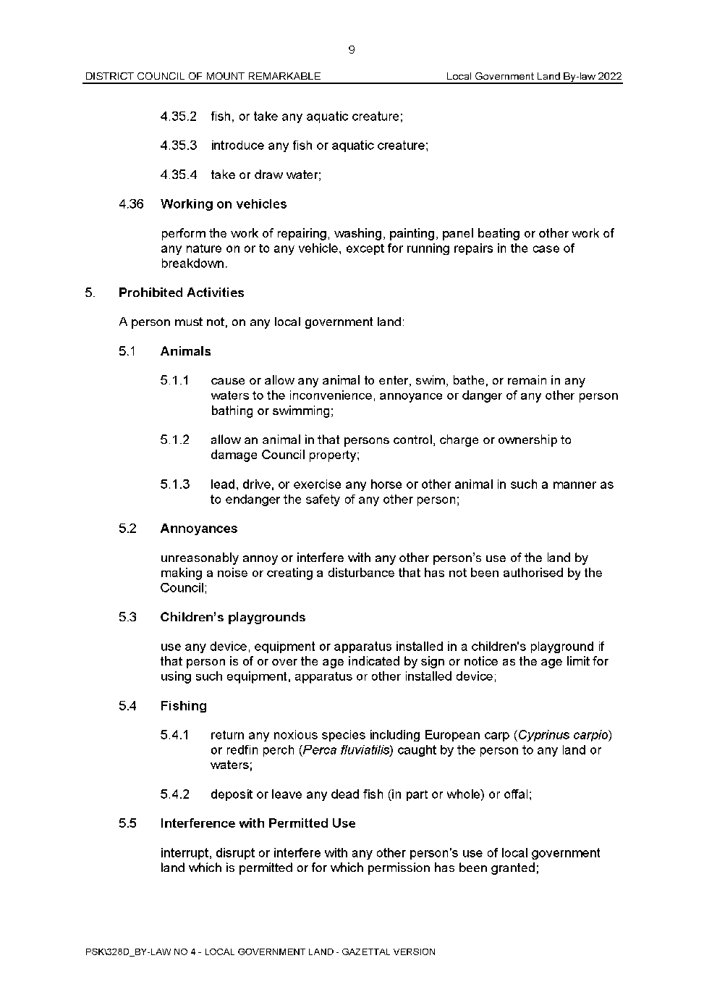 9
DISTRICT COUNCIL OF MOUNT REMARKABLE Local Government Land By-law 2022
4.35.2 fish, or take any aquatic creature;
4.35.3 introduce any fish or aquatic creature;
4.35.4 take or draw water;
4.36 Working on vehicles
perform the work of repairing, washing, painting, panel beating or other work of
any nature on or to any vehicle, except for running repairs in the case of
breakdown.
5. Prohibited Activities
A person must not, on any local government land:
5.1 Animals
5.1.1 cause or allow any animal to enter, swim, bathe, or remain in any
waters to the inconvenience, annoyance or danger of any other person
bathing or swimming;
5.1.2 allow an animal in that persons control, charge or ownership to
damage Council property;
5.1.3 lead, drive, or exercise any horse or other animal in such a manner as
to endanger the safety of any other person;
5.2 Annoyances
unreasonably annoy or interfere with any other person’s use of the land by
making a noise or creating a disturbance that has not been authorised by the
Council;
5.3 Children’s playgrounds
use any device, equipment or apparatus installed in a children's playground if
that person is of or over the age indicated by sign or notice as the age limit for
using such equipment, apparatus or other installed device;
5.4 Fishing
5.4.1 return any noxious species including European carp (Cyprinus carpio)
or redfin perch (Perca fluviatilis) caught by the person to any land or
waters;
5.4.2 deposit or leave any dead fish (in part or whole) or offal;
5.5 Interference with Permitted Use
interrupt, disrupt or interfere with any other person’s use of local government
land which is permitted or for which permission has been granted;
PSK\328D_BY-LAW NO 4 - LOCAL GOVERNMENT LAND - GAZETTAL VERSION